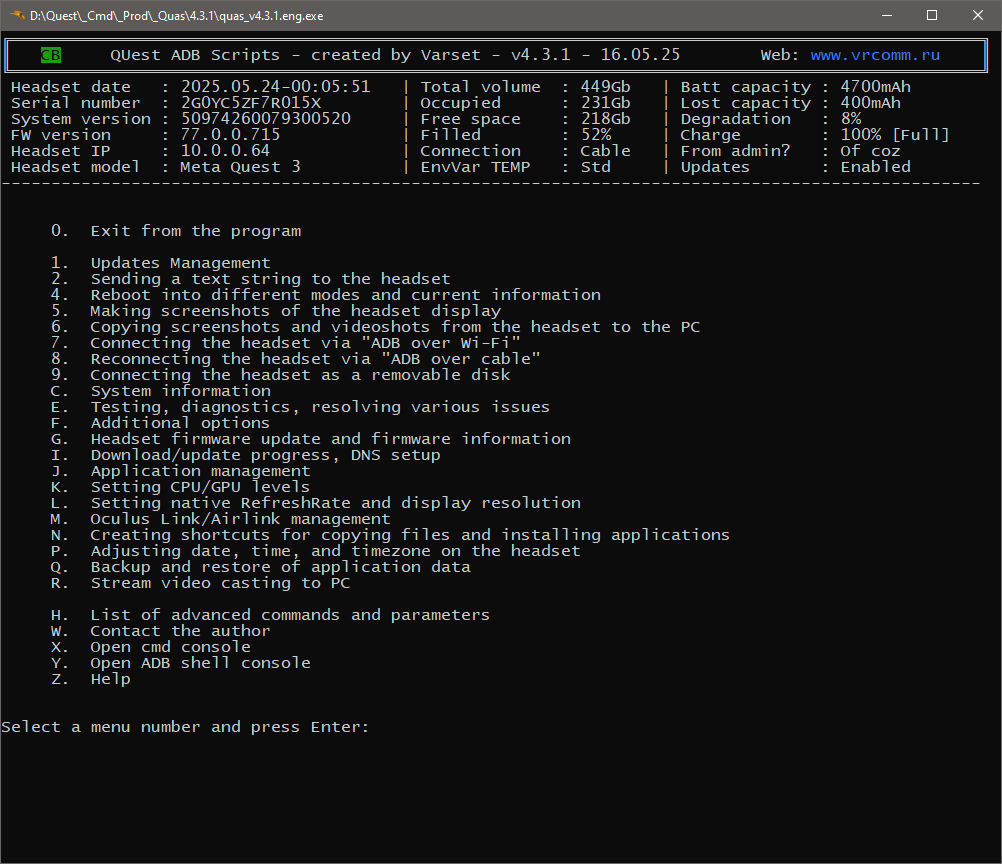 D:\Quest\_Cmd\_Prod\_Quas\4.3.1\quas_v4.3.1.eng.exe
CB QUest ADB Scripts - created by Varset - v4.3.1 - 16.05.25 Web: www.vrcomm.ru
Headset date : 2025.05.24-00:05:51 | Total volume : 449Gb | Batt capacity : 4700mAh
Serial number : 2G0YC5ZF7R015X | Occupied : 231Gb | Lost capacity : 400mAh
System version : 50974260079300520 | Free space : 218Gb | Degradation : 8%
FW version : 77.0.0.715 | Filled : 52% | Charge : 100% [Full]
Headset IP : 10.0.0.64 | Connection : Cable | From admin? : Of coz
Headset model : Meta Quest 3 | EnvVar TEMP : Std | Updates : Enabled
--------------------------------------------------------------------------------------------------
0. Exit from the program
1. Updates Management
2. Sending a text string to the headset
4. Reboot into different modes and current information
5. Making screenshots of the headset display
6. Copying screenshots and videoshots from the headset to the PC
7. Connecting the headset via "ADB over Wi-Fi"
8. Reconnecting the headset via "ADB over cable"
9. Connecting the headset as a removable disk
C. System information
E. Testing, diagnostics, resolving various issues
F. Additional options
G. Headset firmware update and firmware information
I. Download/update progress, DNS setup
J. Application management
K. Setting CPU/GPU levels
L. Setting native RefreshRate and display resolution
M. Oculus Link/Airlink management
N. Creating shortcuts for copying files and installing applications
P. Adjusting date, time, and timezone on the headset
Q. Backup and restore of application data
R. Stream video casting to PC
H. List of advanced commands and parameters
W. Contact the author
X. Open cmd console
Y. Open ADB shell console
Z. Help
Select a menu number and press Enter: